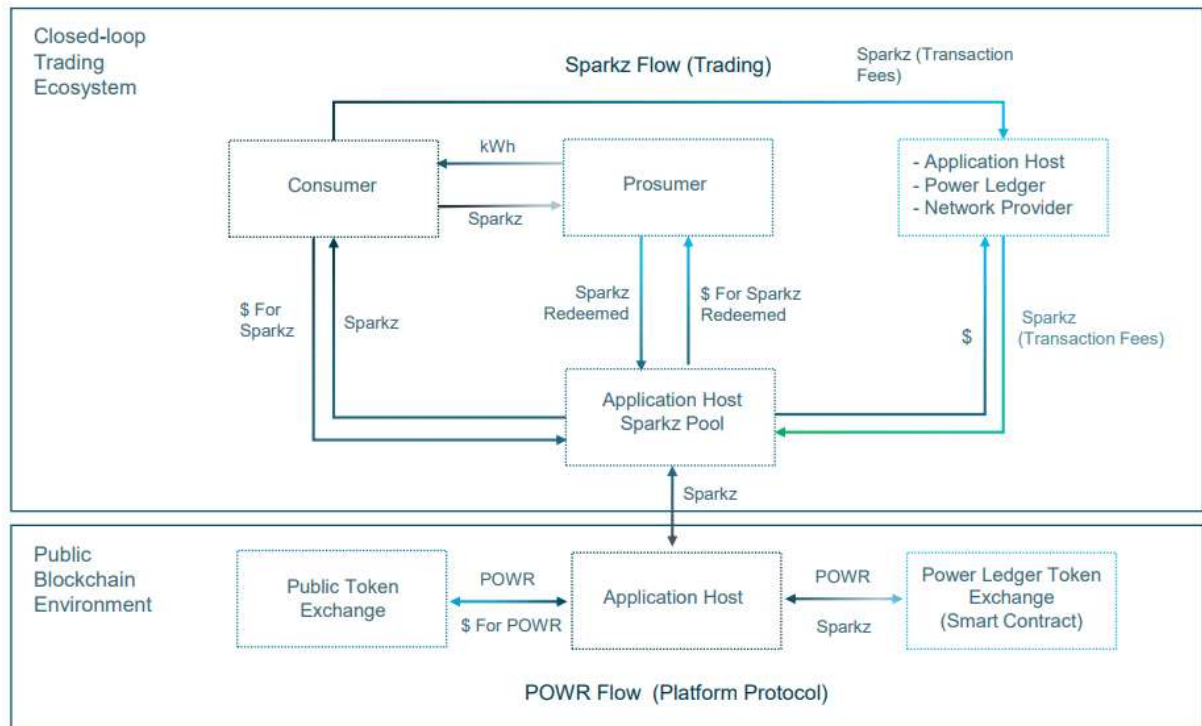 Closed-loop
Trading
Ecosystem
Sparkz Flow (Trading)
Sparkz (Transaction
Fees)
Consumer
kWh
Sparkz
Prosumer
- Application Host
- Power Ledger
- Network Provider
$ For
Sparkz
Sparkz
Sparkz
Redeemed
$ For Sparkz
Redeemed
$
Sparkz
(Transaction Fees)
Application Host
Sparkz Pool
Sparkz
Public
Blockchain
Environment
Public Token
Exchange
POWR
$ For POWR
Application Host
POWR
Sparkz
Power Ledger Token
Exchange
(Smart Contract)
POWR Flow (Platform Protocol)